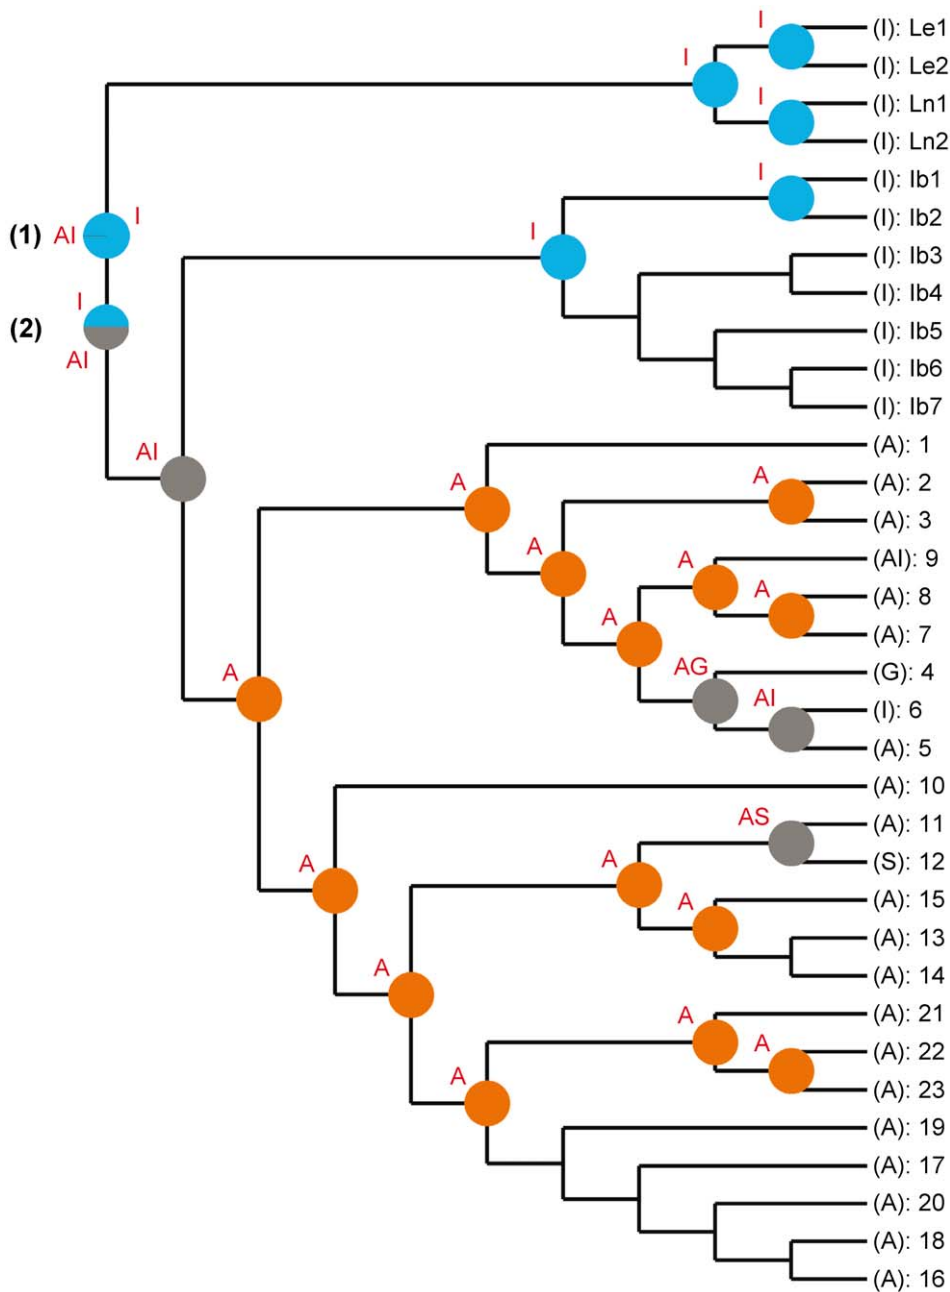 I
(I): Le1
I
(I): Le2
I
(I): Ln1
(I): Ln2
I
(I): Ib1
(I): Ib2
I
(1)
AI
I
(I): Ib3
(I): Ib4
(2)
I
AI
(I): Ib5
(I): Ib6
(I): Ib7
AI
(A): 1
A
A
(A): 2
(A): 3
A
A
(AI): 9
A
(A): 8
A
(A): 7
A
AG
(G): 4
AI
(I): 6
(A): 5
(A): 10
AS
(A): 11
A
A
(S): 12
A
(A): 15
(A): 13
A
(A): 14
A
(A): 21
A
(A): 22
A
(A): 23
(A): 19
(A): 17
(A): 20
(A): 18
(A): 16